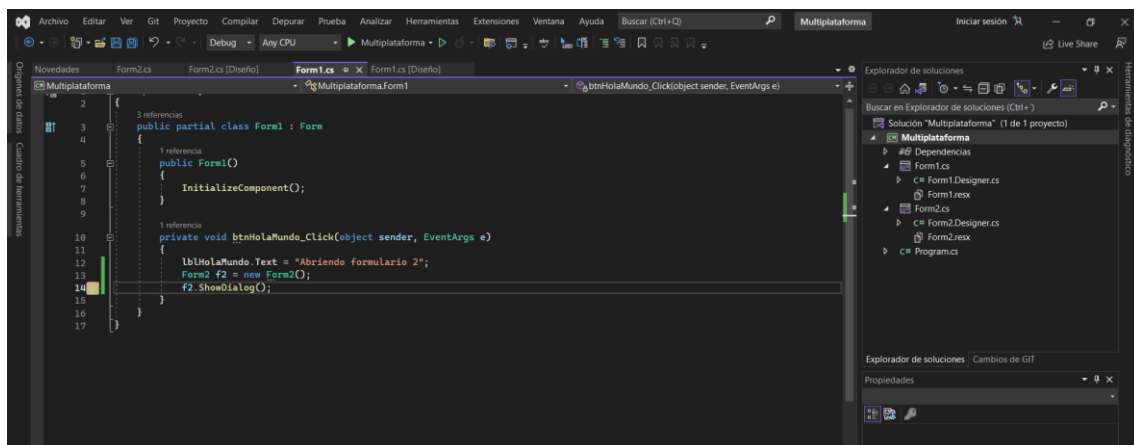 Archivo Editar Ver Git Proyecto Compilar Depurar Prueba Analizar Herramientas Extensiones Ventana Ayuda Buscar (Ctrl+Q) Multiplataforma Iniciar sesión
Debug Any CPU Multiplataforma Live Share
Orígenes de datos
Cuadro de herramientas
Novedades Form2.cs Form2.cs [Diseño] Form1.cs Form1.cs [Diseño]
Multiplataforma Multiplataforma.Form1 btnHolaMundo_Click(object sender, EventArgs e)
2 {
3 referencias
3 public partial class Form1 : Form
4 {
1 referencia
5 public Form1()
6 {
7 InitializeComponent();
8 }
9
1 referencia
10 private void btnHolaMundo_Click(object sender, EventArgs e)
11 {
12 lblHolaMundo.Text = "Abriendo formulario 2";
13 Form2 f2 = new Form2();
14 f2.ShowDialog();
15 }
16 }
17 }
Explorador de soluciones
Buscar en Explorador de soluciones (Ctrl+´)
Solución "Multiplataforma" (1 de 1 proyecto)
C# Multiplataforma
Dependencias
Form1.cs
C# Form1.Designer.cs
Form1.resx
Form2.cs
C# Form2.Designer.cs
Form2.resx
C# Program.cs
Explorador de soluciones Cambios de GIT
Propiedades
Herramientas de diagnóstico